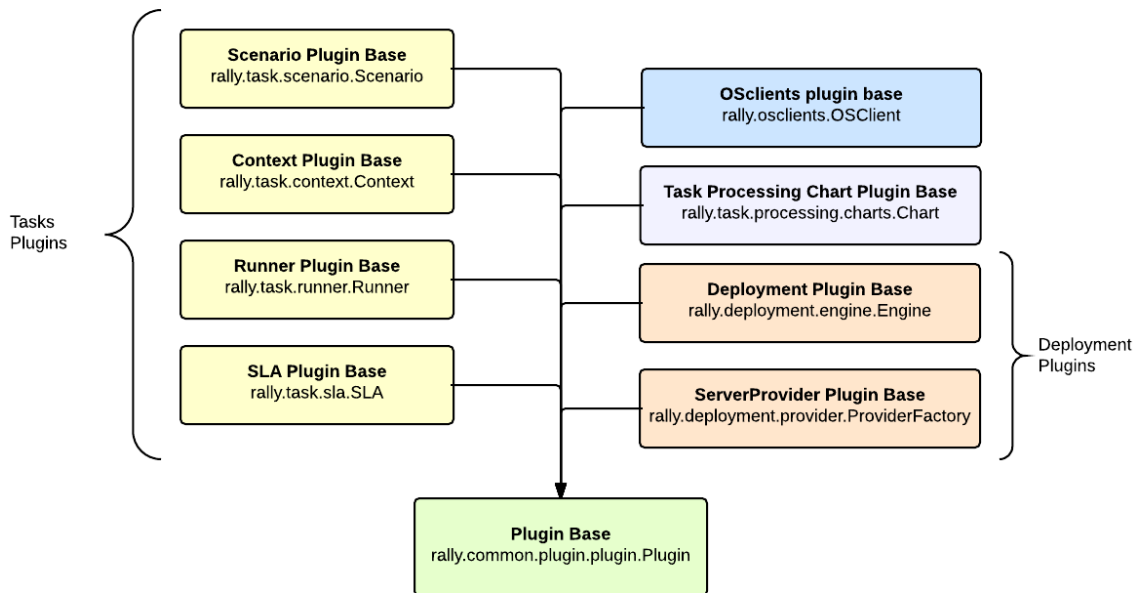 Tasks
Plugins
Scenario Plugin Base
rally.task.scenario.Scenario
Context Plugin Base
rally.task.context.Context
Runner Plugin Base
rally.task.runner.Runner
SLA Plugin Base
rally.task.sla.SLA
OSclients plugin base
rally.osclients.OSClient
Task Processing Chart Plugin Base
rally.task.processing.charts.Chart
Deployment Plugin Base
rally.deployment.engine.Engine
ServerProvider Plugin Base
rally.deployment.provider.ProviderFactory
Deployment
Plugins
Plugin Base
rally.common.plugin.plugin.Plugin